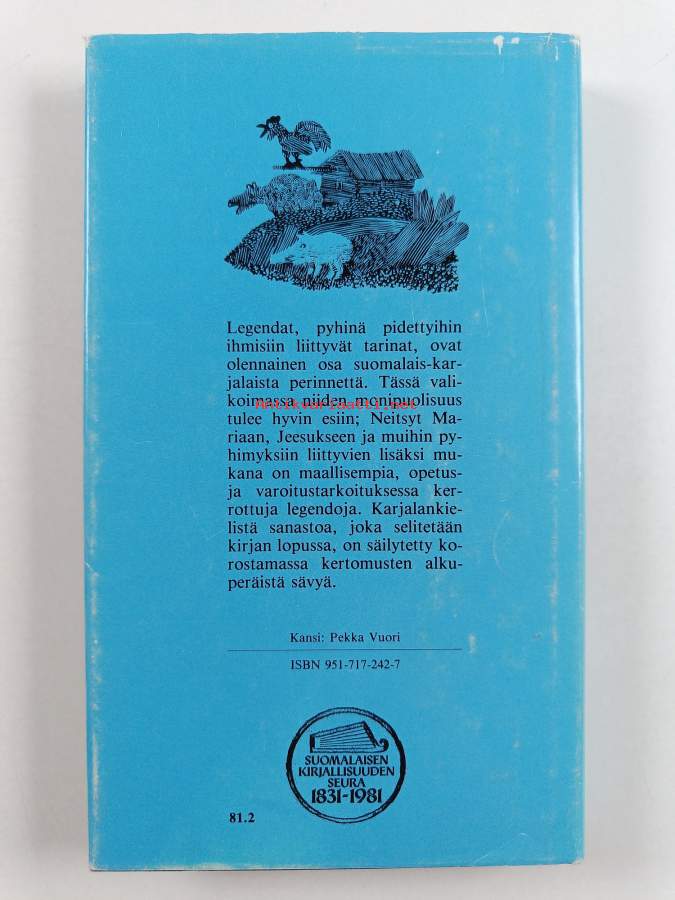 Legendat, pyhinä pidettyihin
ihmisiin liittyvät tarinat, ovat
olennainen osa suomalais-kar-
jalaista perinnettä. Tässä vali-
koimassa niiden monipuolisuus
Antikvariaatti.net
tulee hyvin esiin; Neitsyt Ma-
riaan, Jeesukseen ja muihin py-
himyksiin liittyvien lisäksi mu-
kana on maallisempia, opetus-
ja varoitustarkoituksessa ker-
rottuja legendoja. Karjalankie-
listä sanastoa, joka selitetään
kirjan lopussa, on säilytetty ko-
rostamassa kertomusten alku-
peräistä sävyä.
Kansi: Pekka Vuori
ISBN 951-717-242-7
SUOMALAISEN
KIRJALLISUUDEN
SEURA
1831-1981
81.2